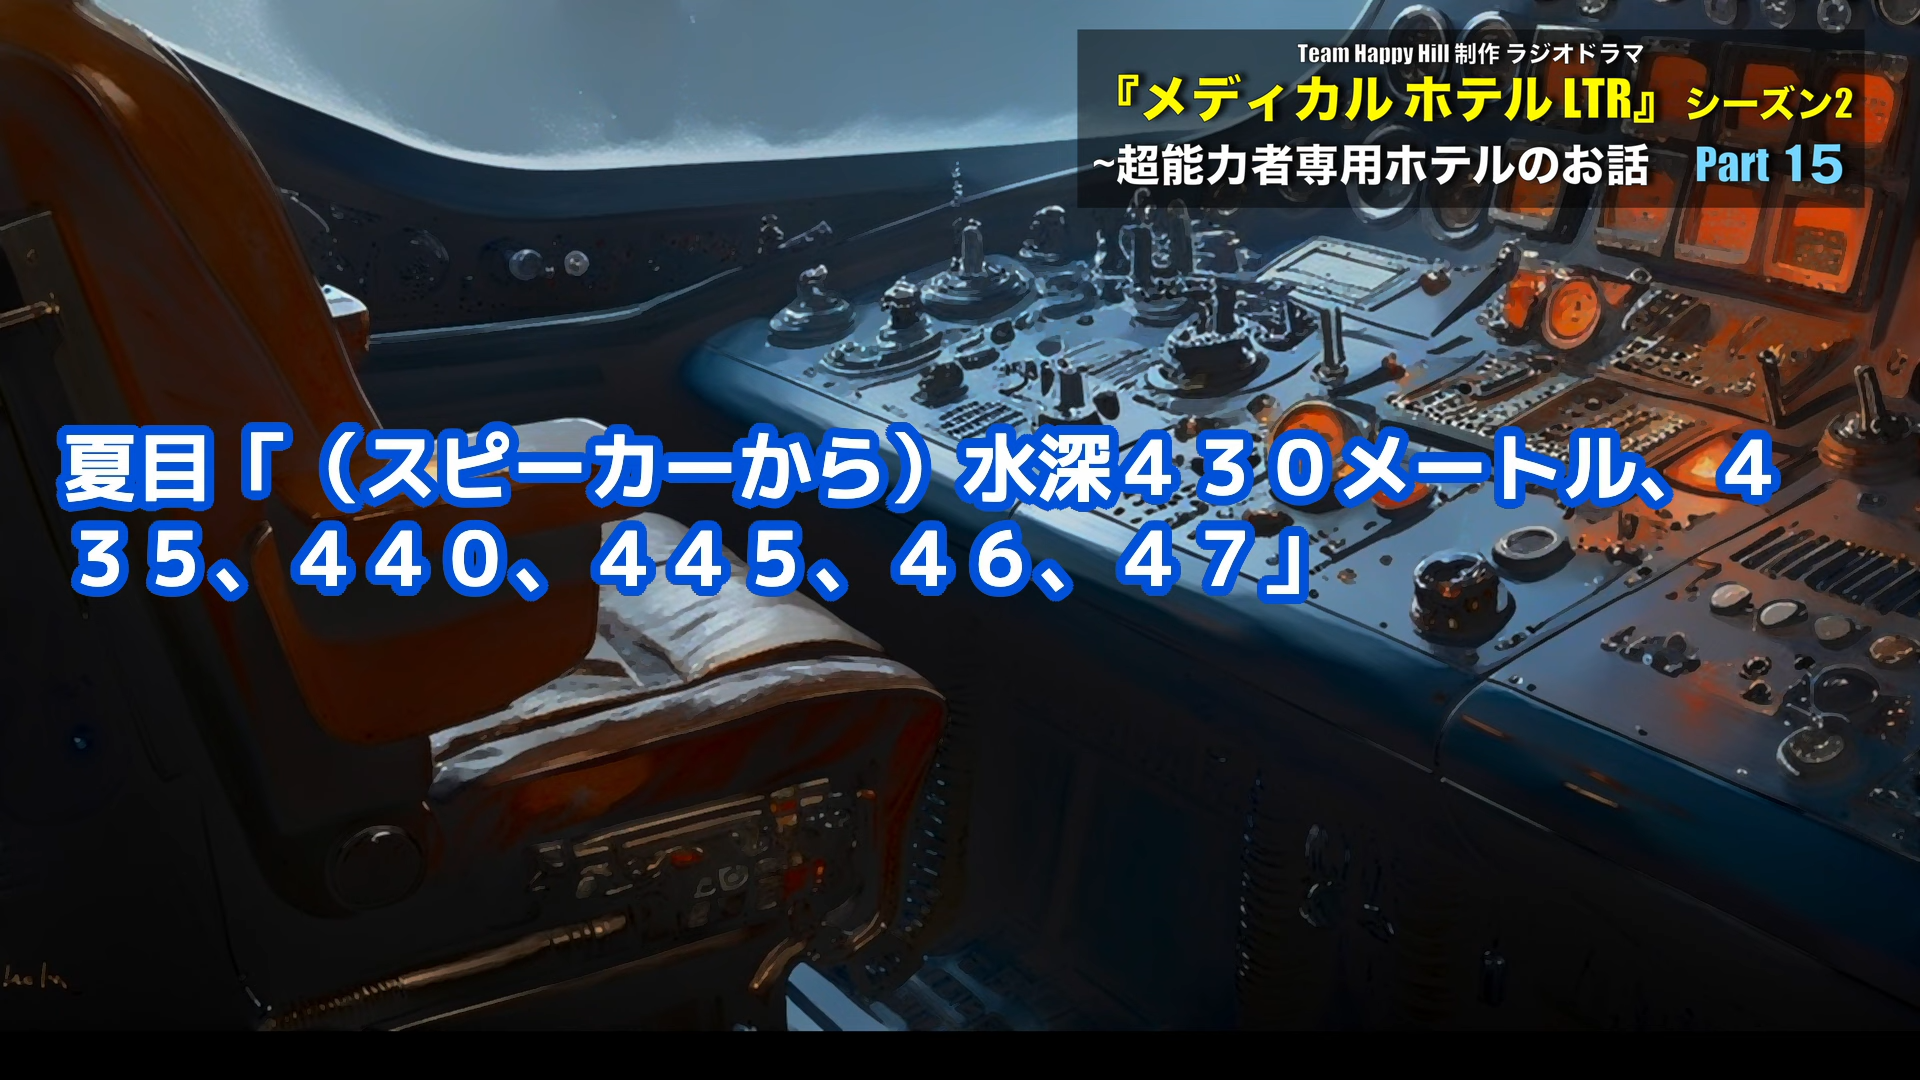 Team Happy Hill 制作 ラジオドラマ
『メディカル ホテル LTR』 シーズン2
~超能力者専用ホテルのお話 Part 15
夏目「（スピーカーから）水深４３０メートル、４
３５、４４０、４４５、４６、４７」